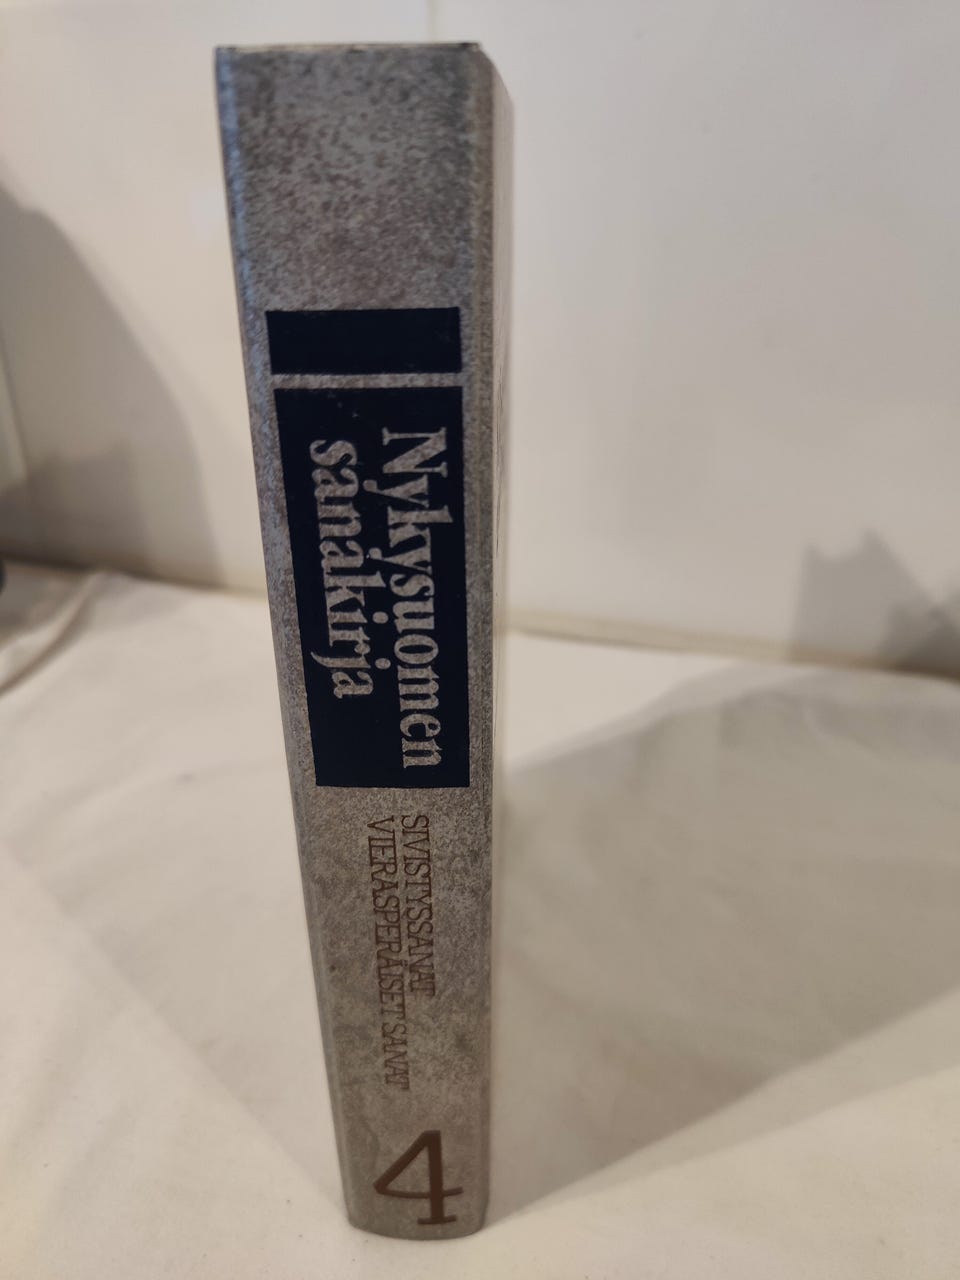 Nykysuomen
sanakirja
SIVISTYSSANAT
VIERASPERÄISET SANAT
4